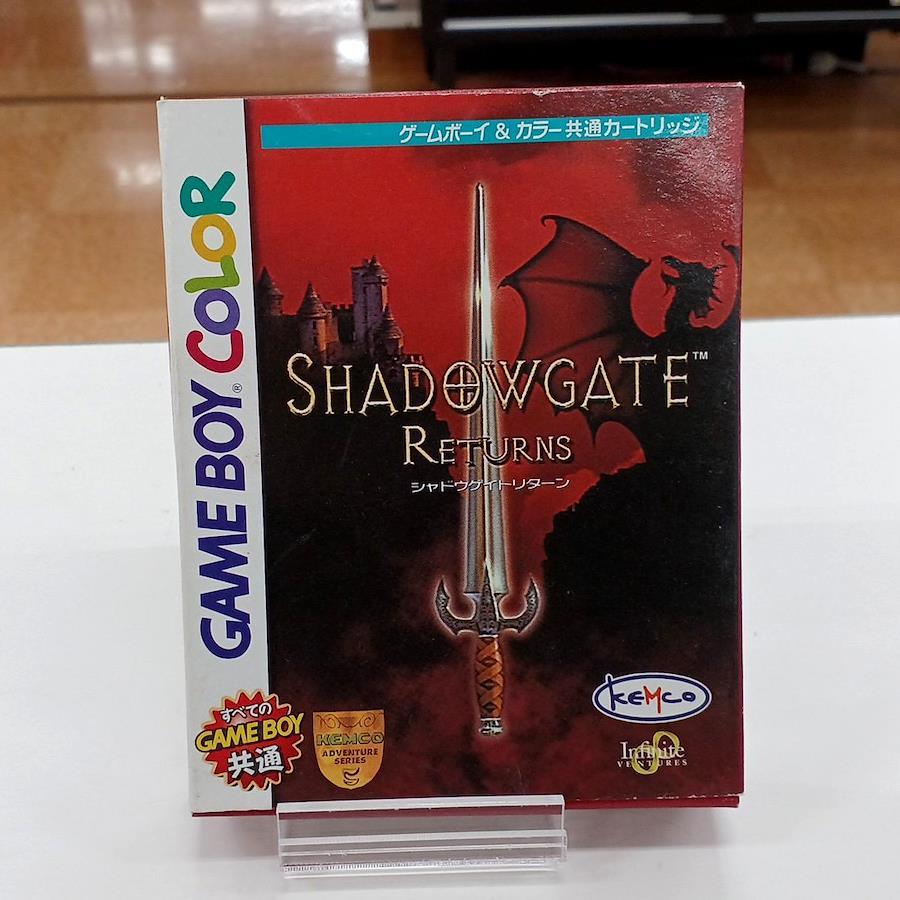 ゲームボーイ & カラー共通カートリッジ
GAME BOY COLOR
®
SHADOWGATE™
RETURNS
シャドウゲイトリターン
すべての
GAME BOY
共通
KEMCO
ADVENTURE
SERIES
KEMCO
Infinite
VENTURES